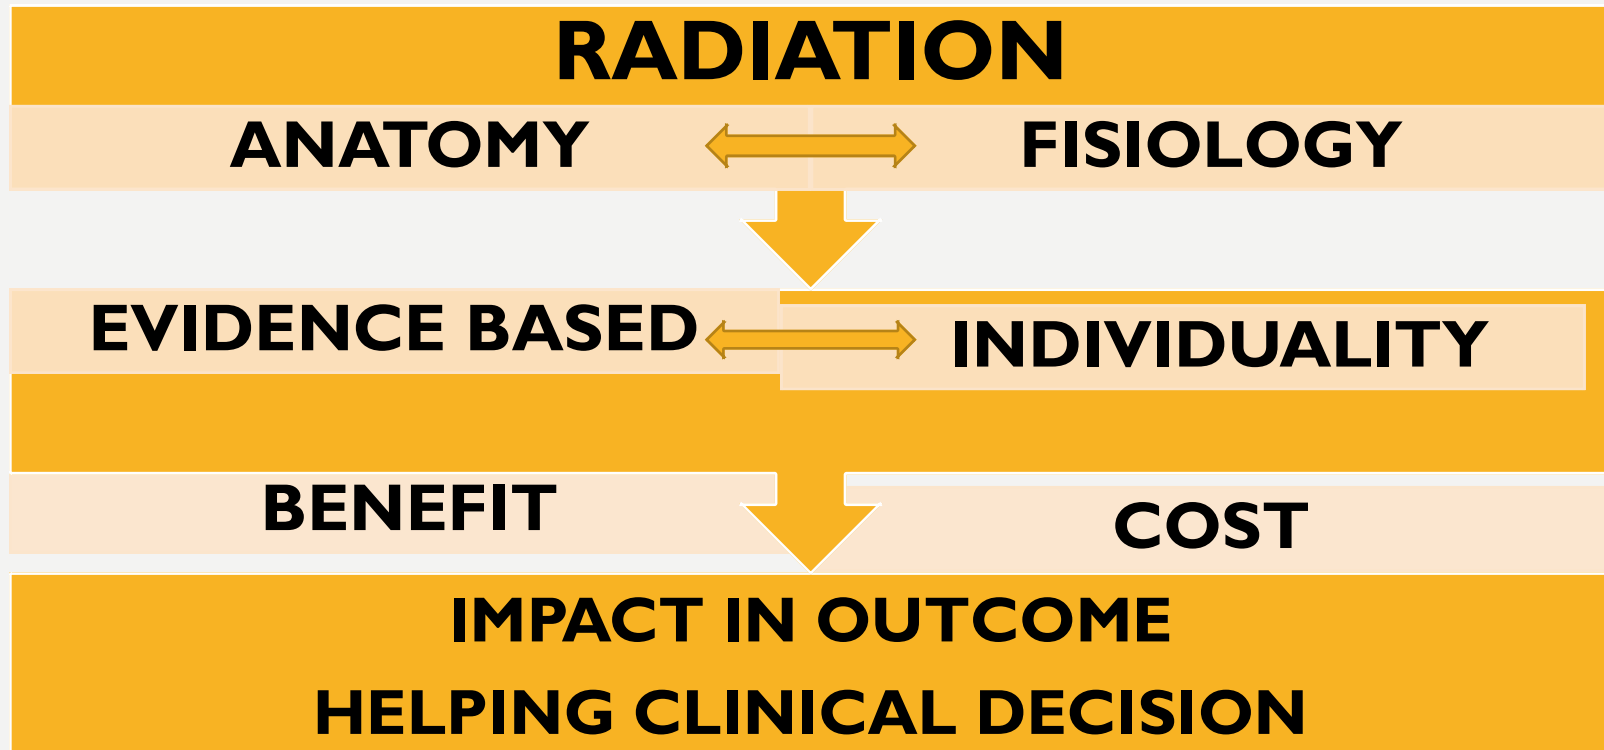 RADIATION
ANATOMY
FISIOLOGY
EVIDENCE BASED
INDIVIDUALITY
BENEFIT
COST
IMPACT IN OUTCOME
HELPING CLINICAL DECISION